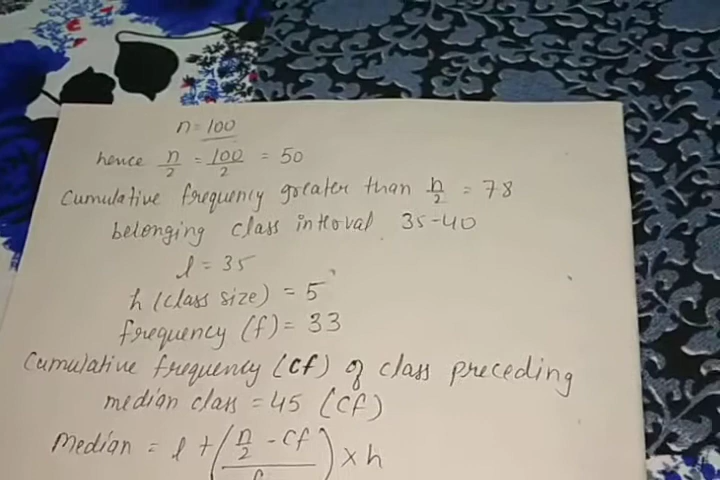 n = 100
hence n/2 = 100/2 = 50
Cumulative frequency greater than n/2 = 78
belonging class interval 35-40
l = 35
h (class size) = 5
frequency (f) = 33
Cumulative frequency (cf) of class preceding
median class = 45 (cf)
Median = l + ( (n/2 - cf) / f ) × h